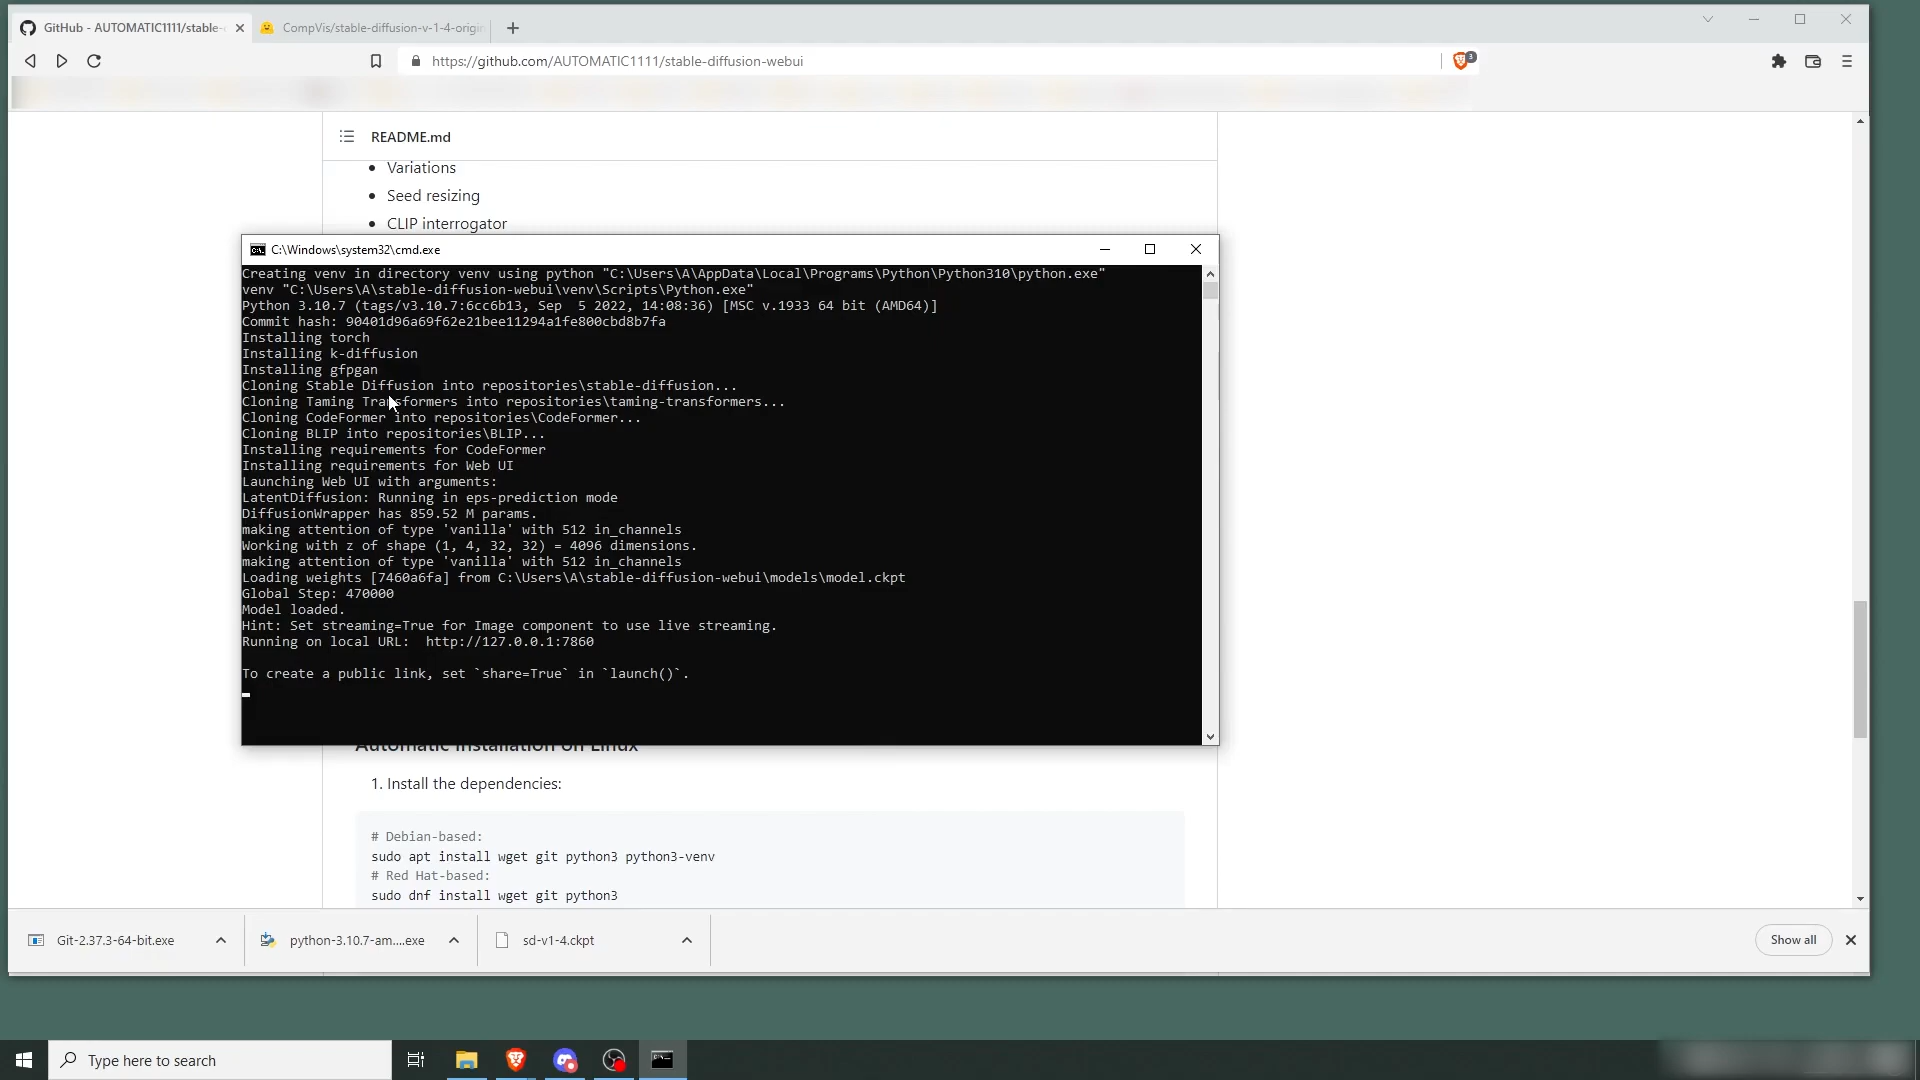 GitHub - AUTOMATIC1111/stable-
CompVis/stable-diffusion-v-1-4-origin
https://github.com/AUTOMATIC1111/stable-diffusion-webui
3
README.md
Variations
Seed resizing
CLIP interrogator
C:\Windows\system32\cmd.exe
Creating venv in directory venv using python "C:\Users\A\AppData\Local\Programs\Python\Python310\python.exe"
venv "C:\Users\A\stable-diffusion-webui\venv\Scripts\Python.exe"
Python 3.10.7 (tags/v3.10.7:6cc6b13, Sep  5 2022, 14:08:36) [MSC v.1933 64 bit (AMD64)]
Commit hash: 90401d96a69f62e21bee11294a1fe800cbd8b7fa
Installing torch
Installing k-diffusion
Installing gfpgan
Cloning Stable Diffusion into repositories\stable-diffusion...
Cloning Taming Transformers into repositories\taming-transformers...
Cloning CodeFormer into repositories\CodeFormer...
Cloning BLIP into repositories\BLIP...
Installing requirements for CodeFormer
Installing requirements for Web UI
Launching Web UI with arguments:
LatentDiffusion: Running in eps-prediction mode
DiffusionWrapper has 859.52 M params.
making attention of type 'vanilla' with 512 in_channels
Working with z of shape (1, 4, 32, 32) = 4096 dimensions.
making attention of type 'vanilla' with 512 in_channels
Loading weights [7460a6fa] from C:\Users\A\stable-diffusion-webui\models\model.ckpt
Global Step: 470000
Model loaded.
Hint: Set streaming=True for Image component to use live streaming.
Running on local URL:  http://127.0.0.1:7860
To create a public link, set `share=True` in `launch()`.
Automatic Installation on Linux
1. Install the dependencies:
# Debian-based:
sudo apt install wget git python3 python3-venv
# Red Hat-based:
sudo dnf install wget git python3
Git-2.37.3-64-bit.exe
python-3.10.7-am....exe
sd-v1-4.ckpt
Show all
Type here to search